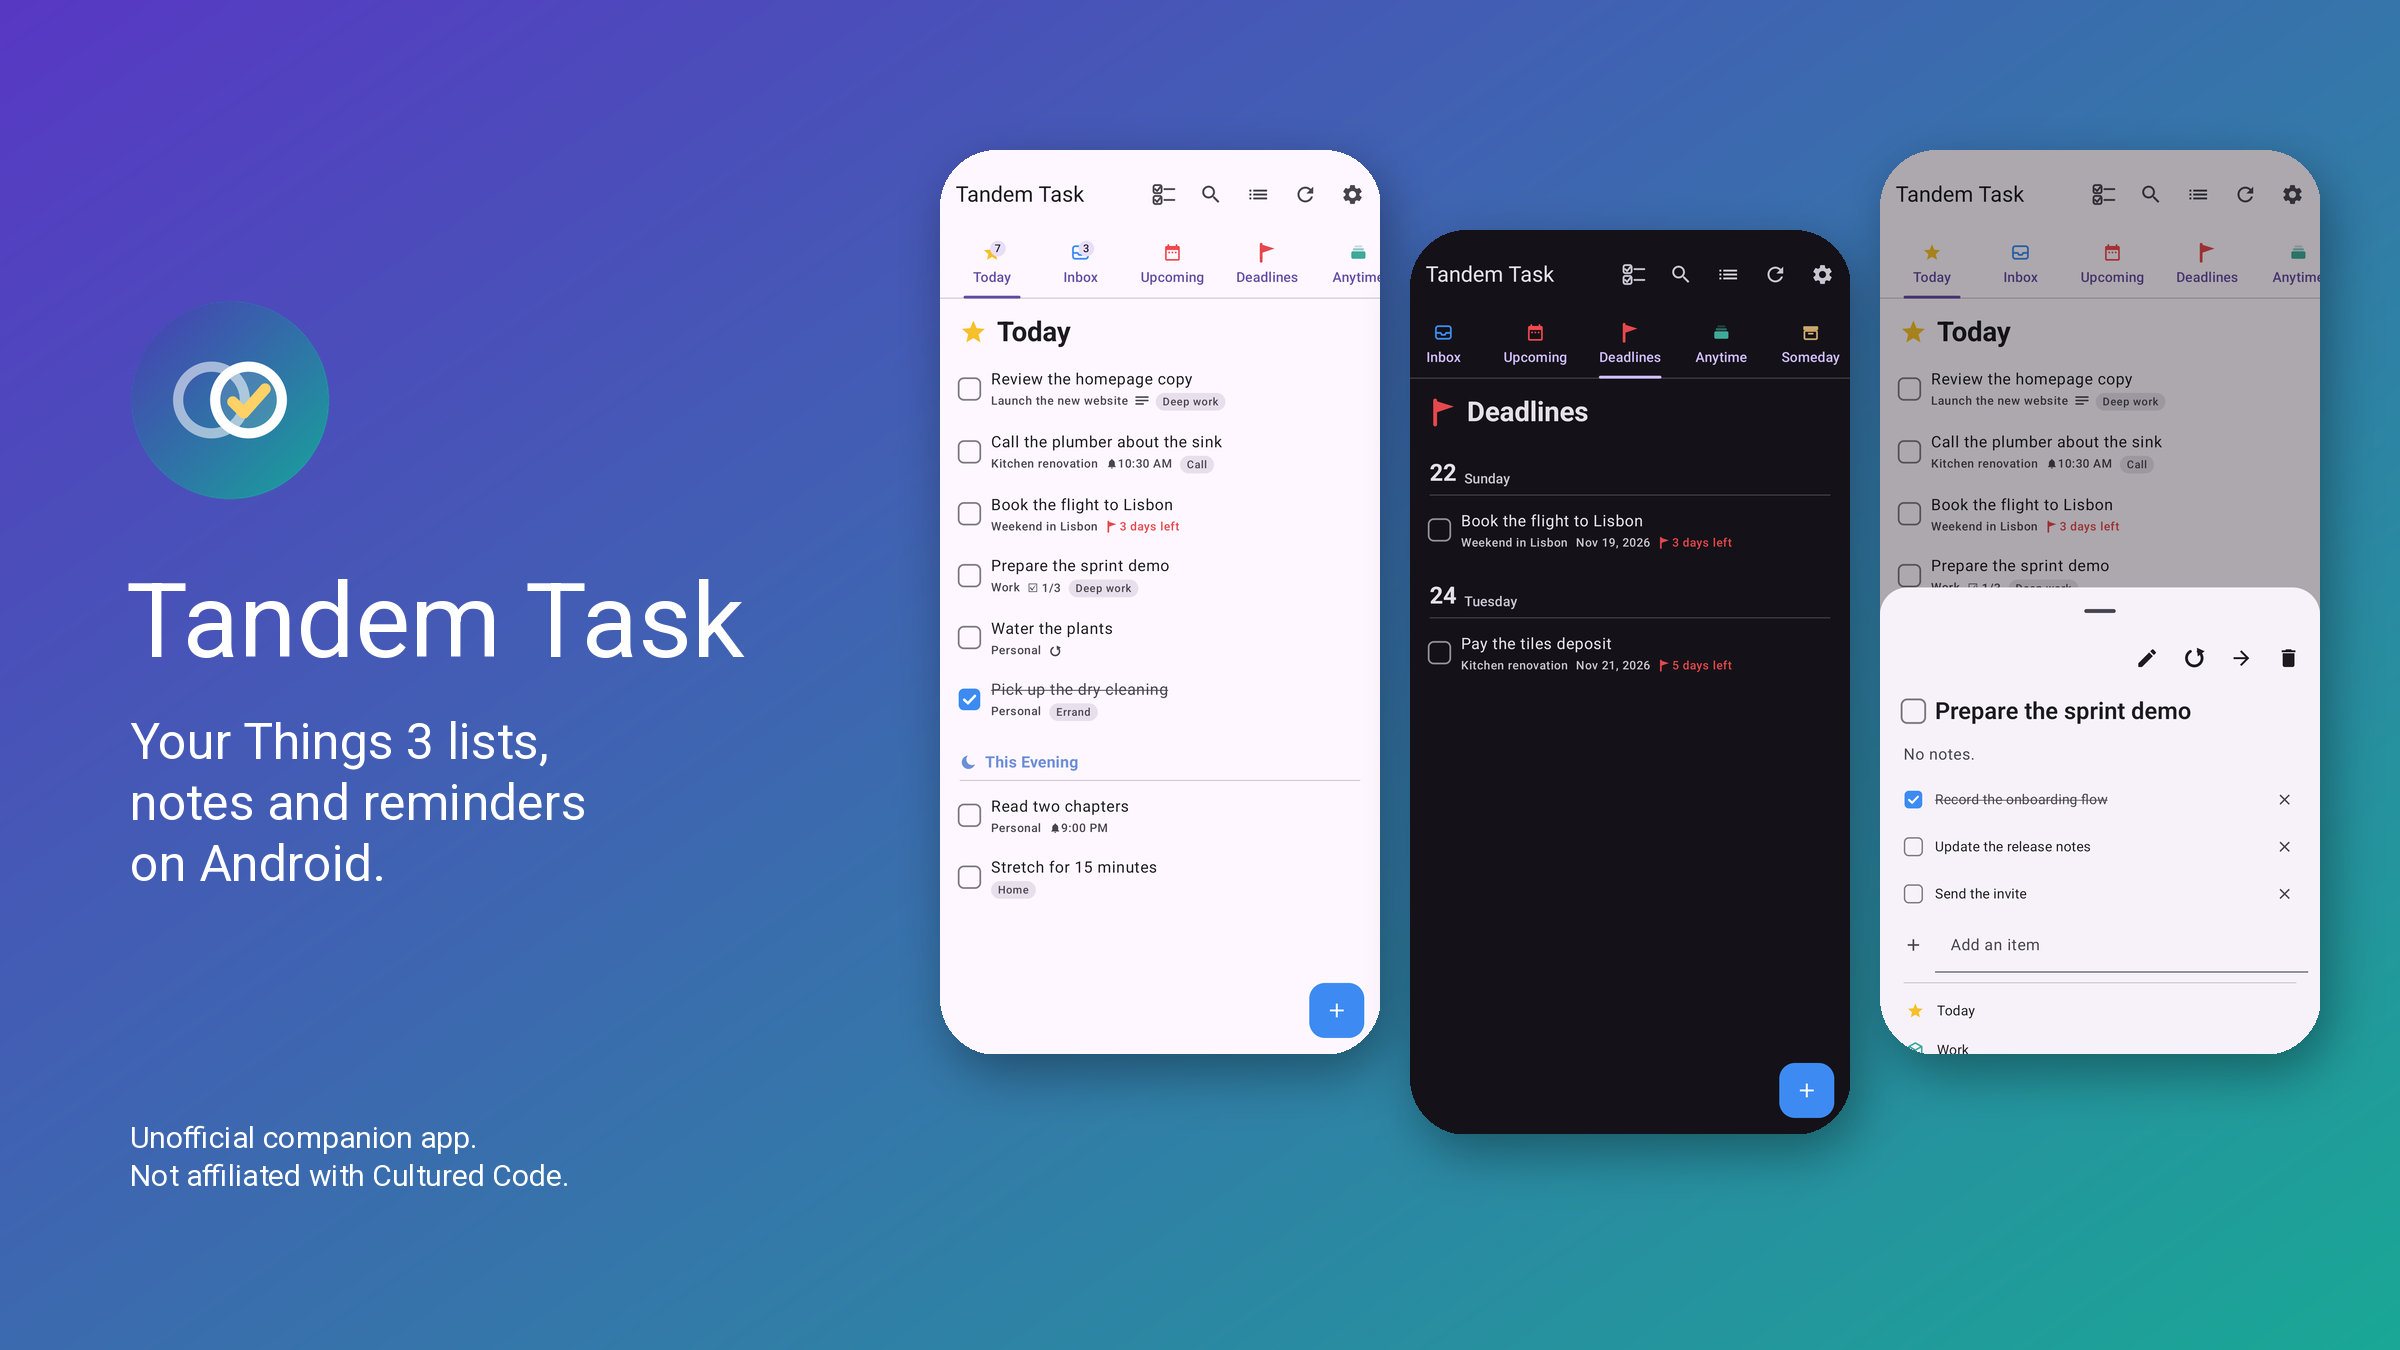 Tandem Task
Your Things 3 lists,
notes and reminders
on Android.
Unofficial companion app.
Not affiliated with Cultured Code.
Tandem Task
7
3
Today
Inbox
Upcoming
Deadlines
Anytime
Today
Review the homepage copy
Launch the new website Deep work
Call the plumber about the sink
Kitchen renovation 10:30 AM Call
Book the flight to Lisbon
Weekend in Lisbon 3 days left
Prepare the sprint demo
Work 1/3 Deep work
Water the plants
Personal
Pick up the dry cleaning
Personal Errand
This Evening
Read two chapters
Personal 9:00 PM
Stretch for 15 minutes
Home
Tandem Task
Inbox
Upcoming
Deadlines
Anytime
Someday
Deadlines
22 Sunday
Book the flight to Lisbon
Weekend in Lisbon Nov 19, 2026 3 days left
24 Tuesday
Pay the tiles deposit
Kitchen renovation Nov 21, 2026 5 days left
Tandem Task
Today
Inbox
Upcoming
Deadlines
Anytime
Today
Review the homepage copy
Launch the new website Deep work
Call the plumber about the sink
Kitchen renovation 10:30 AM Call
Book the flight to Lisbon
Weekend in Lisbon 3 days left
Prepare the sprint demo
Work 1/3 Deep work
Prepare the sprint demo
No notes.
Record the onboarding flow
Update the release notes
Send the invite
Add an item
Today
Work